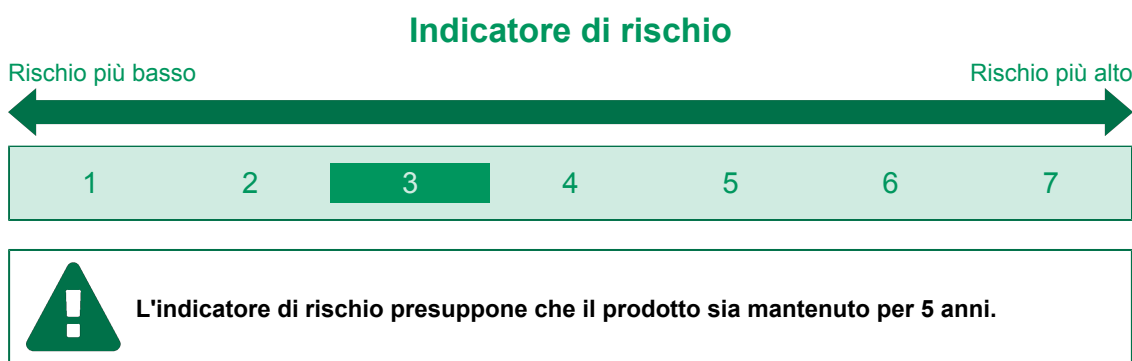 Indicatore di rischio
Rischio più basso Rischio più alto
1 2 3 4 5 6 7
L'indicatore di rischio presuppone che il prodotto sia mantenuto per 5 anni.